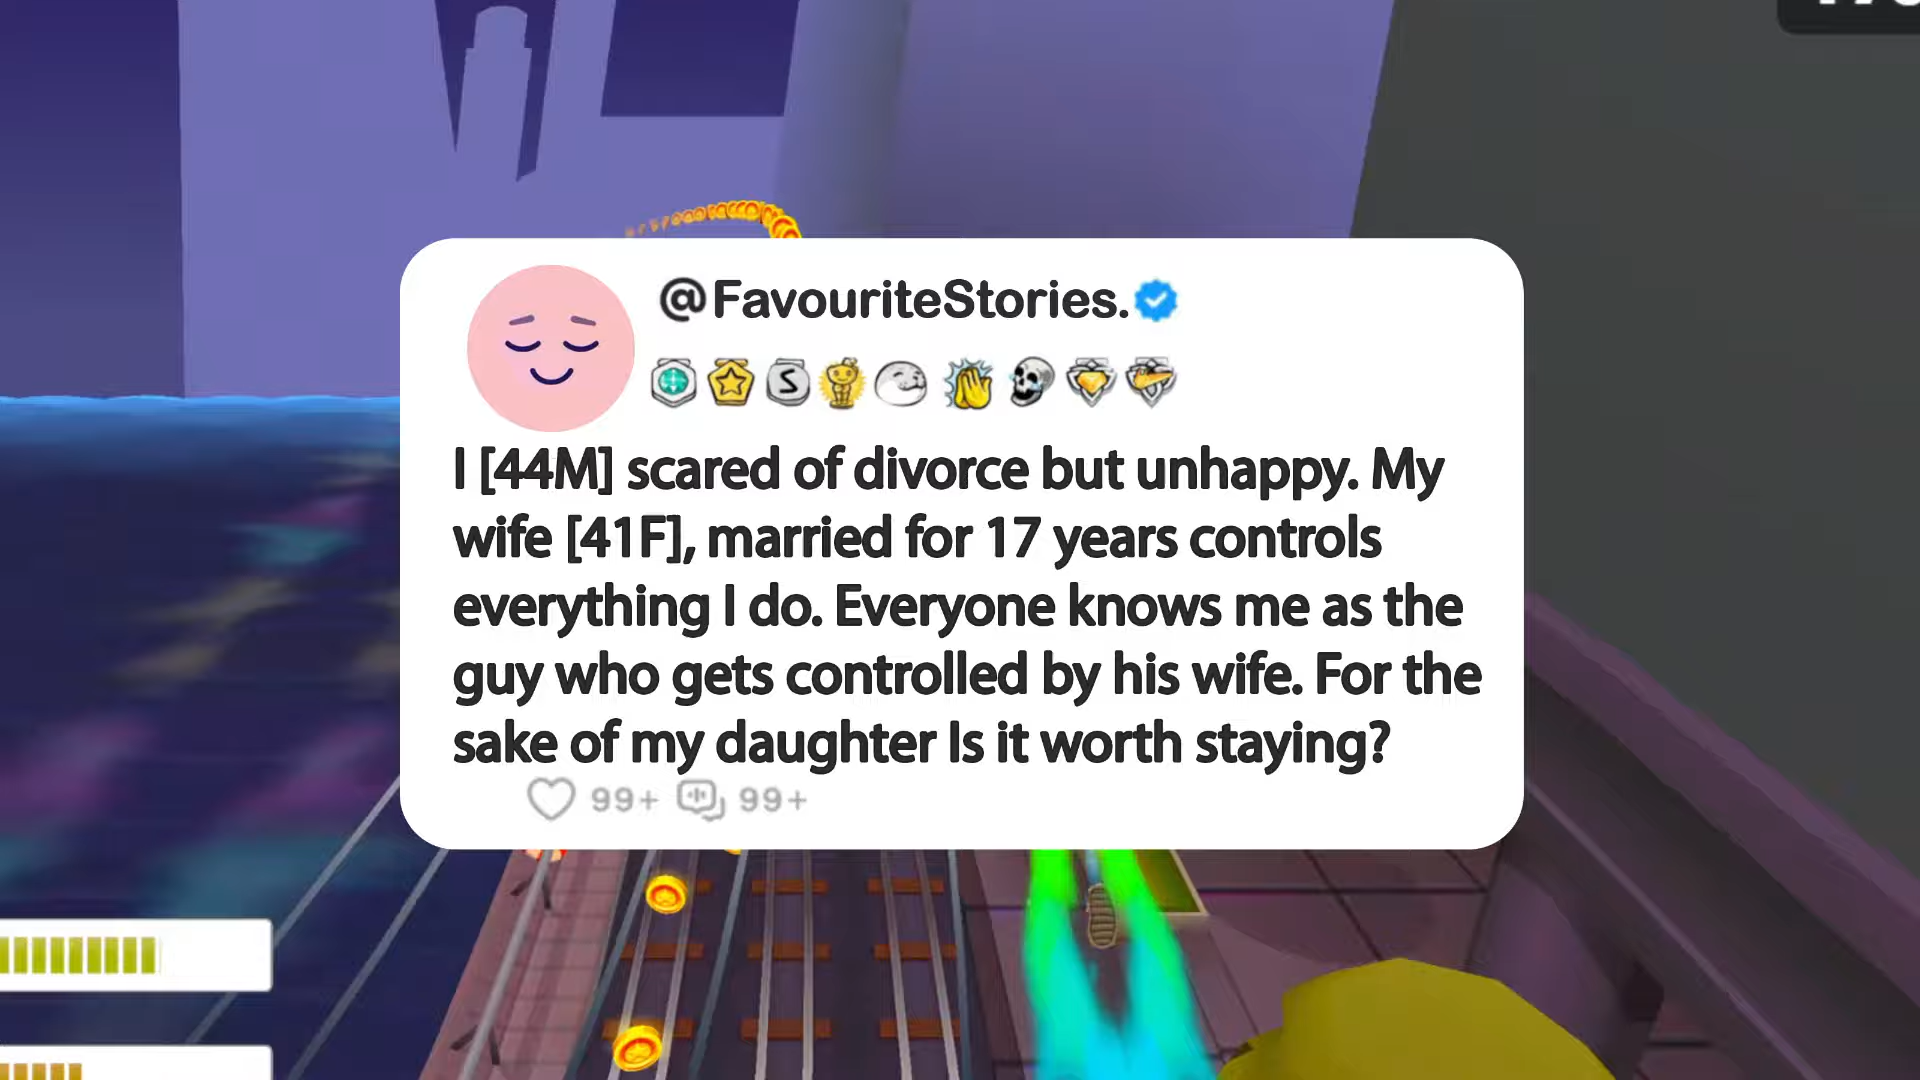 @FavouriteStories.
S
I [44M] scared of divorce but unhappy. My
wife [41F], married for 17 years controls
everything I do. Everyone knows me as the
guy who gets controlled by his wife. For the
sake of my daughter Is it worth staying?
99+ 99+